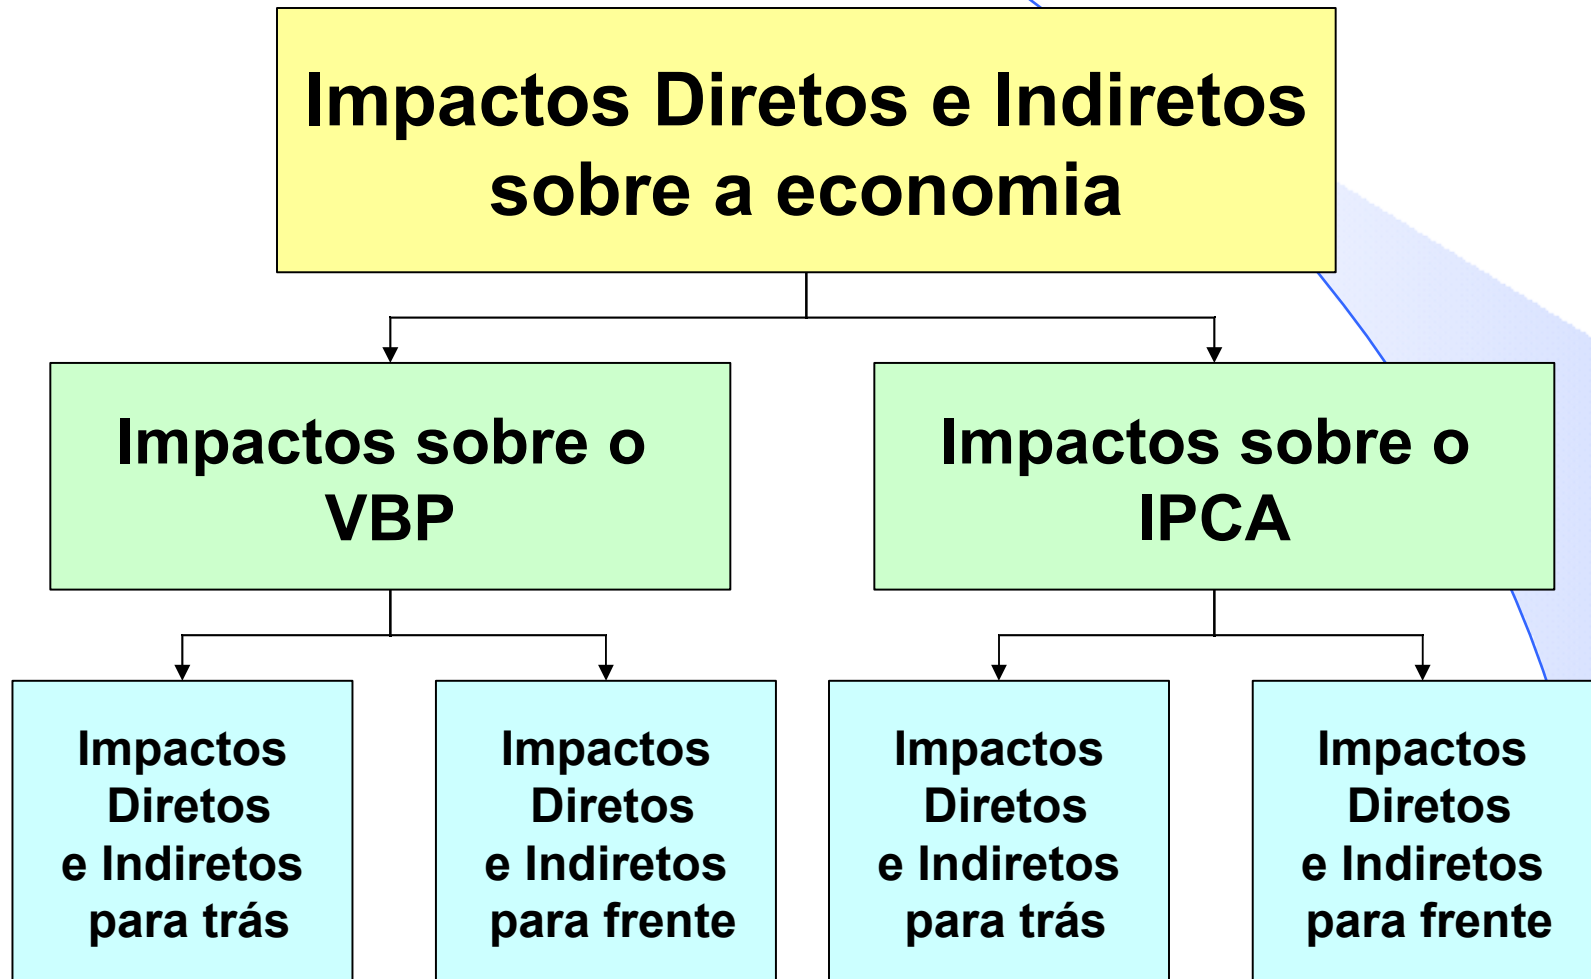 Impactos Diretos e Indiretos
sobre a economia
Impactos sobre o
VBP
Impactos sobre o
IPCA
Impactos
Diretos
e Indiretos
para trás
Impactos
Diretos
e Indiretos
para frente
Impactos
Diretos
e Indiretos
para trás
Impactos
Diretos
e Indiretos
para frente